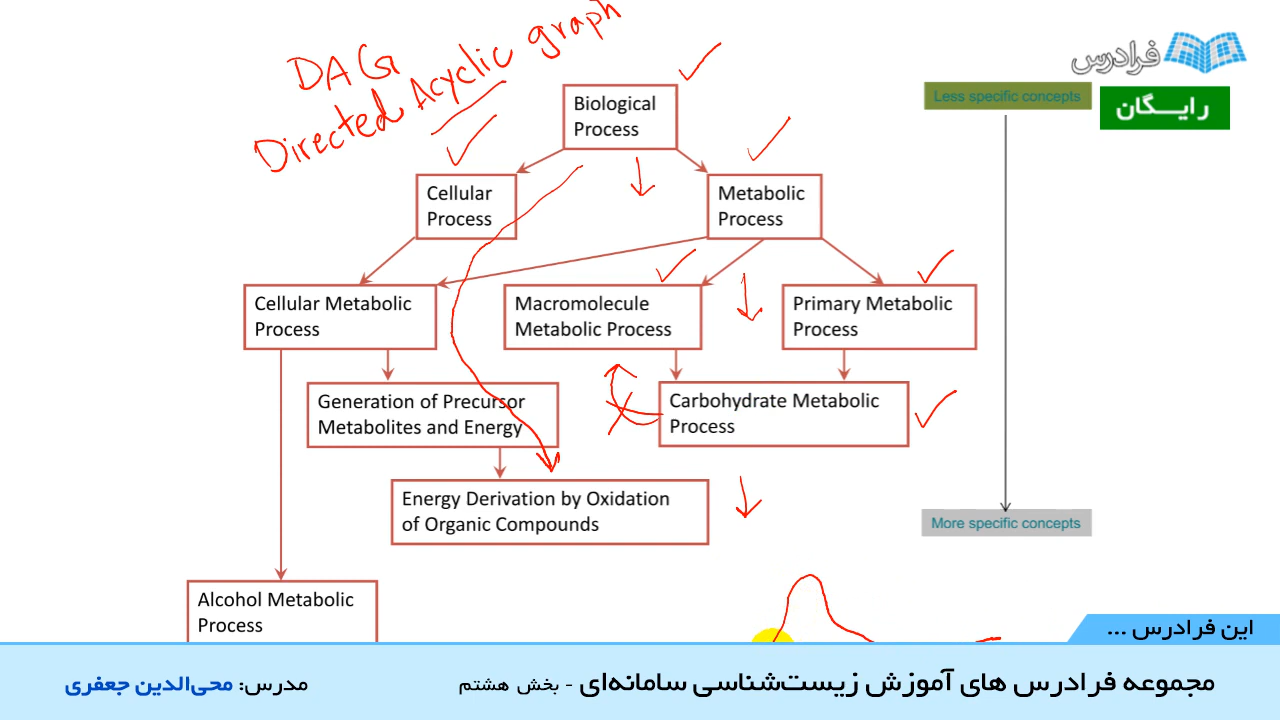 DAG
Directed Acyclic graph
فرادرس
رایـــگان
Less specific concepts
Biological
Process
Cellular
Process
Metabolic
Process
Cellular Metabolic
Process
Macromolecule
Metabolic Process
Primary Metabolic
Process
Generation of Precursor
Metabolites and Energy
Carbohydrate Metabolic
Process
Energy Derivation by Oxidation
of Organic Compounds
More specific concepts
Alcohol Metabolic
Process
این فرادرس ...
مجموعه فرادرس های آموزش زیست‌شناسی سامانه‌ای - بخش هشتم
مدرس: محی‌الدین جعفری